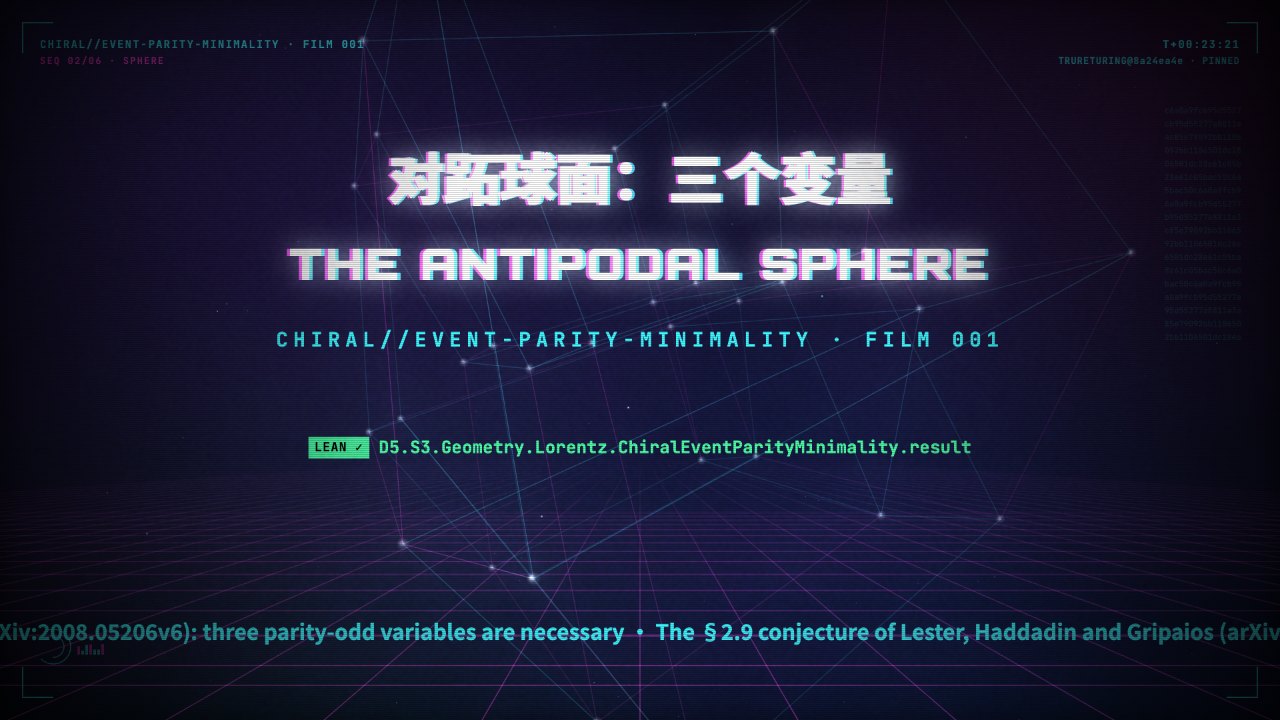 CHIRAL//EVENT-PARITY-MINIMALITY · FILM 001
SEQ 02/06 · SPHERE
T+00:23:21
TRURETURING@8a24ea4e · PINNED
对跖球面：三个变量
THE ANTIPODAL SPHERE
CHIRAL//EVENT-PARITY-MINIMALITY · FILM 001
LEAN ✓ D5.S3.Geometry.Lorentz.ChiralEventParityMinimality.result
Xiv:2008.05206v6): three parity-odd variables are necessary • The §2.9 conjecture of Lester, Haddadin and Gripaios (arXiv